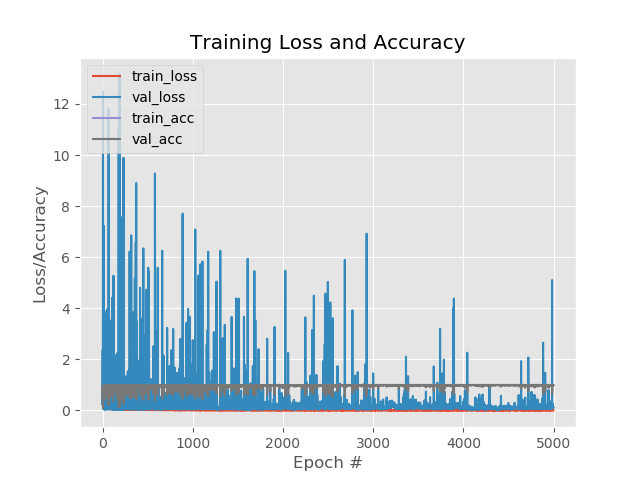 Training Loss and Accuracy
train_loss
val_loss
train_acc
val_acc
12
10
8
6
4
2
0
Loss/Accuracy
0 1000 2000 3000 4000 5000
Epoch #